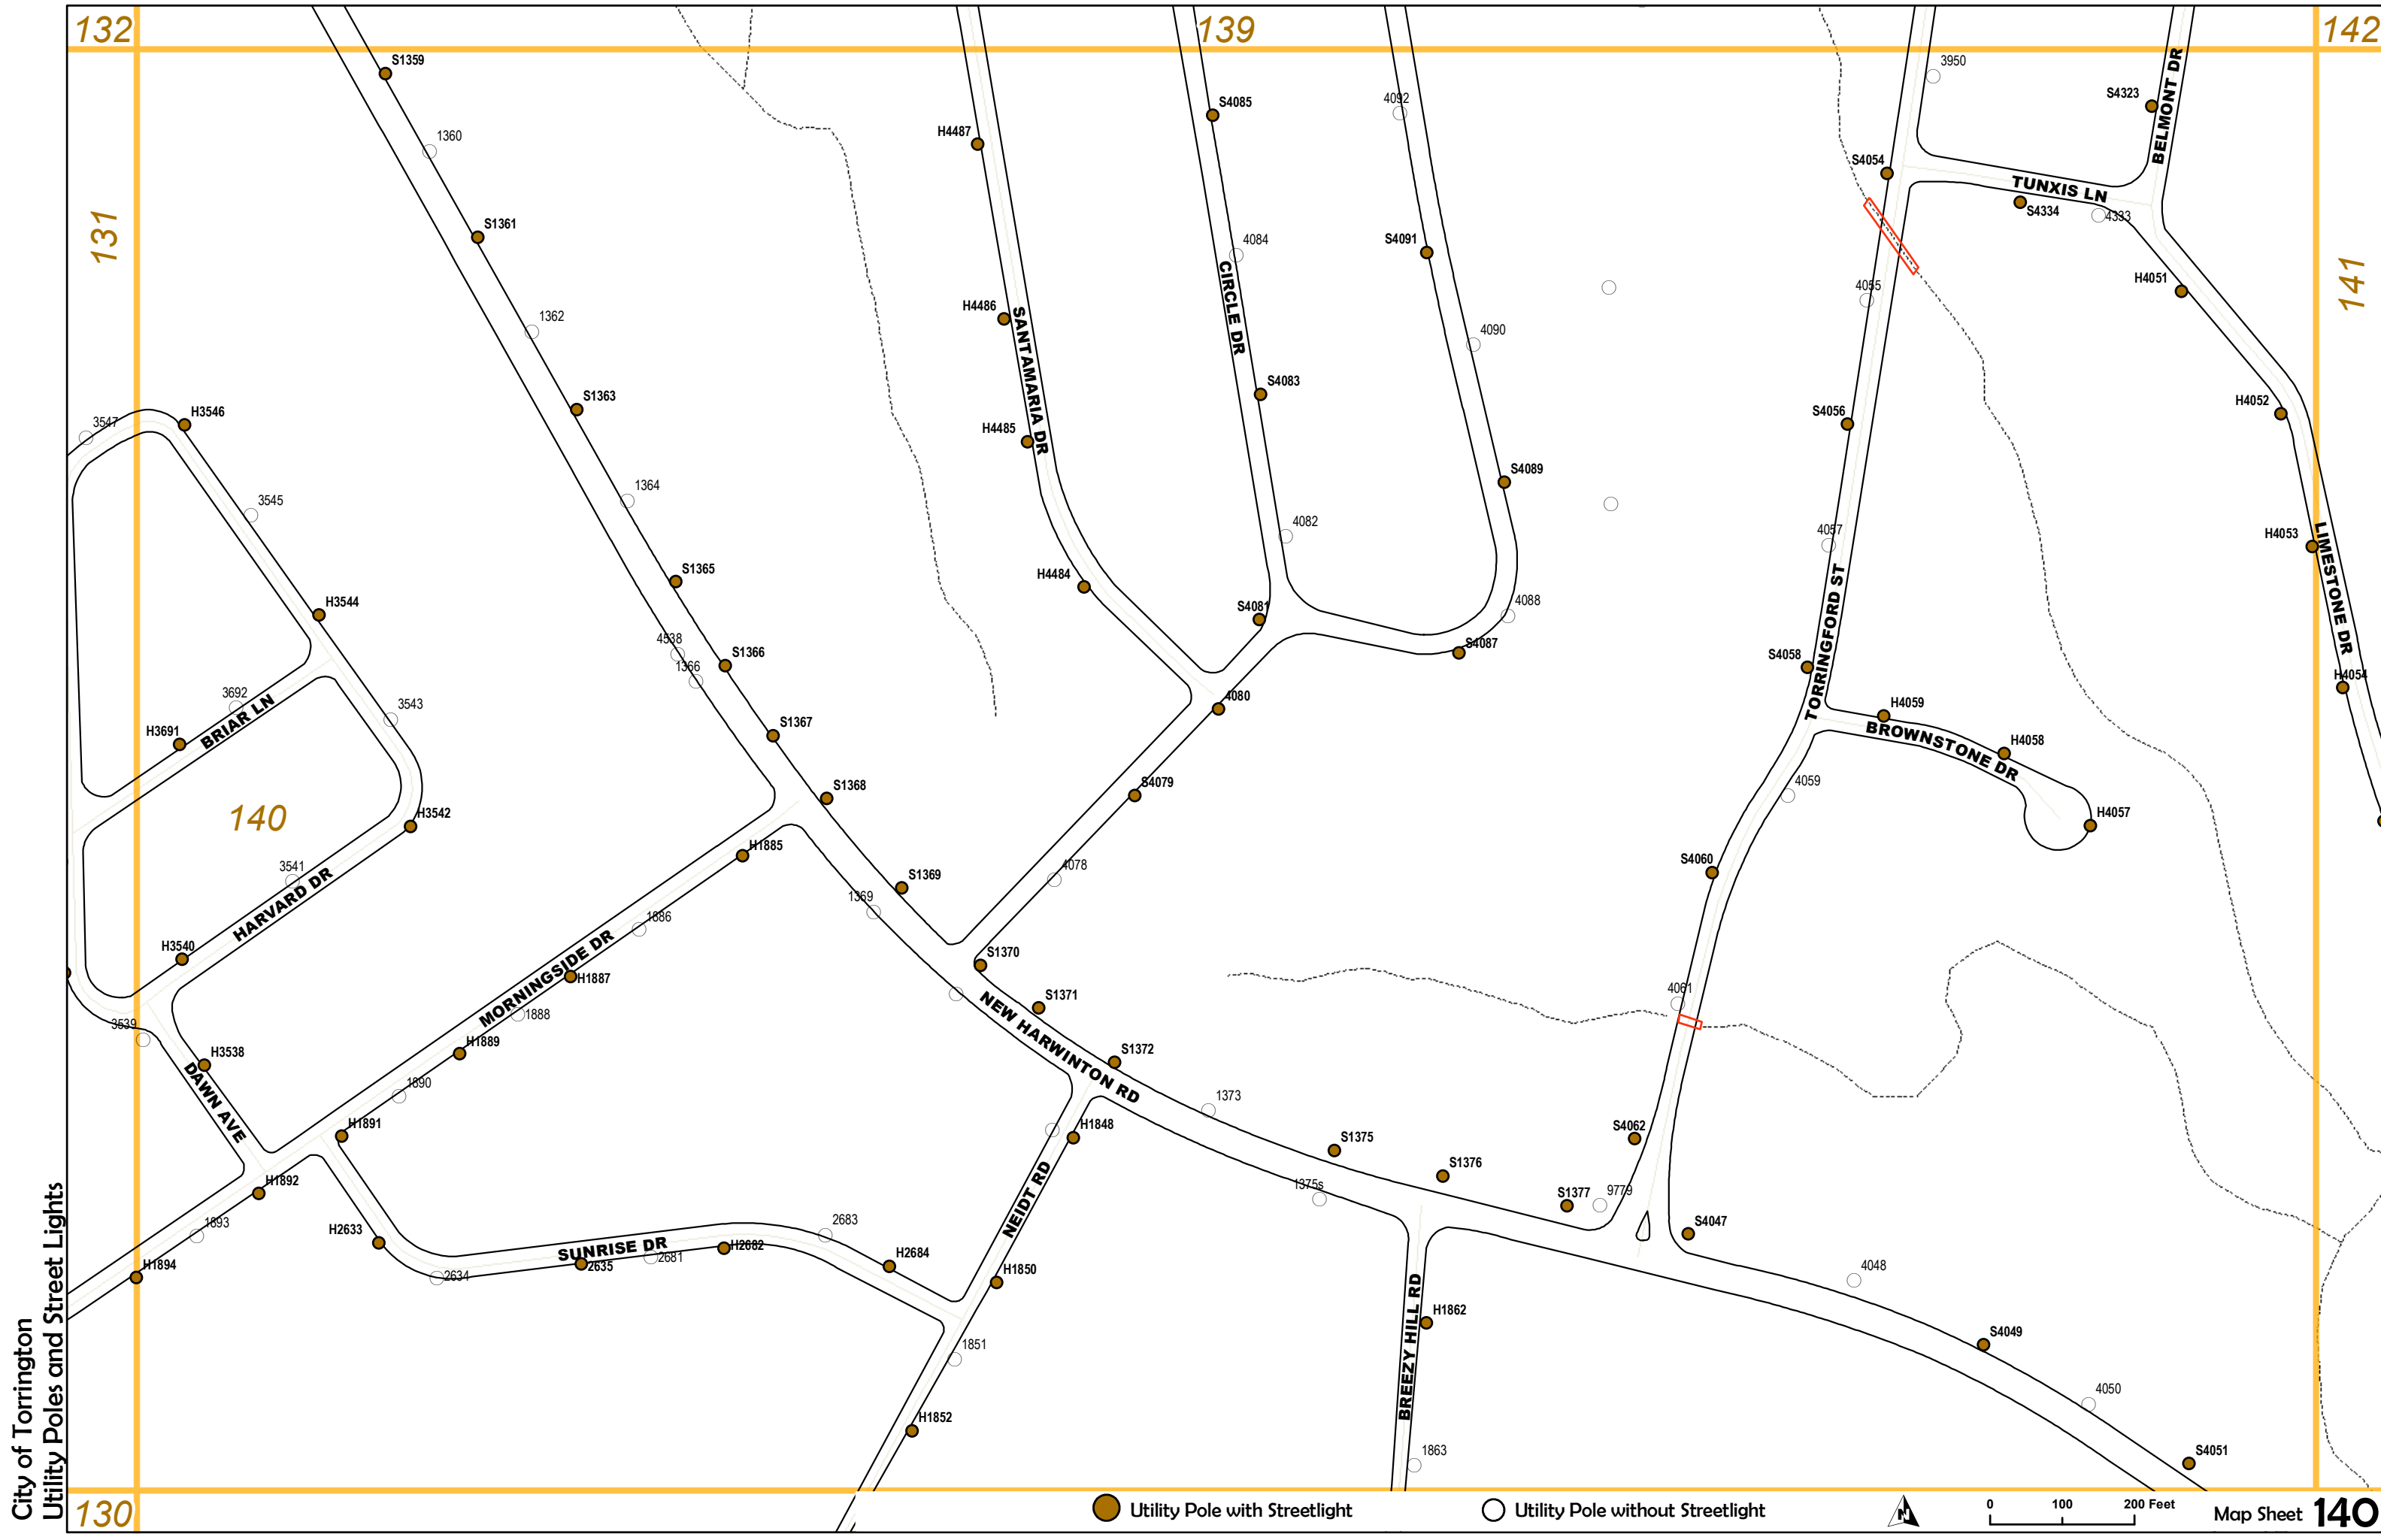 132
139
142
S1359
3950
BELMONT DR
S4323
4092
S4085
H4487
1360
S4054
TUNXIS LN
S4334
4333
131
S1361
S4091
4084
CIRCLE DR
H4051
141
4055
H4486
SANTAMARIA DR
1362
4090
S4083
H4052
S1363
S4056
3547
H3546
H4485
S4089
1364
3545
4082
4057
H4053
LIMESTONE DR
S1365
H4484
TORRINGFORD ST
H3544
S4081
4088
4538
S1366
1366
S4087
S4058
H4054
3692
BRIAR LN
3543
4080
H4059
H3691
S1367
BROWNSTONE DR
H4058
S1368
S4079
4059
140
H3542
H4057
H1885
3541
HARVARD DR
S1369
4078
S4060
1369
1886
H3540
MORNINGSIDE DR
S1370
H1887
4061
S1371
NEW HARWINTON RD
1888
3539
H1889
S1372
H3538
DAWN AVE
1890
1373
H1891
H1848
S4062
S1375
NEIDT RD
S1376
H1892
1375s
S1377
9779
1893
H2633
2683
S4047
SUNRISE DR
H2682
2681
H2684
H1894
2634
2635
H1850
4048
BREEZY HILL RD
H1862
S4049
1851
4050
H1852
1863
S4051
City of Torrington
Utility Poles and Street Lights
130
Utility Pole with Streetlight
Utility Pole without Streetlight
N
0 100 200 Feet
Map Sheet 140